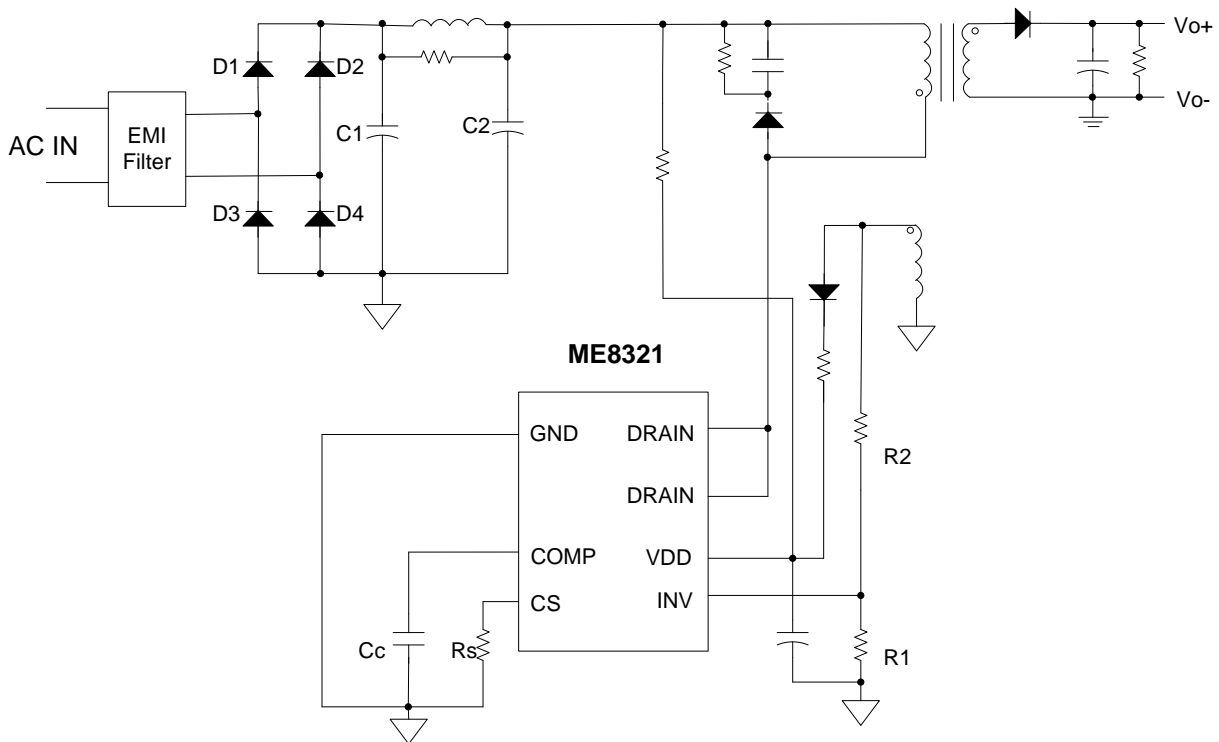 Vo+
D1
D2
C1
C2
AC IN
EMI
Filter
Vo-
D3
D4
ME8321
GND
DRAIN
R2
DRAIN
COMP
VDD
CS
INV
Cc
Rs
R1